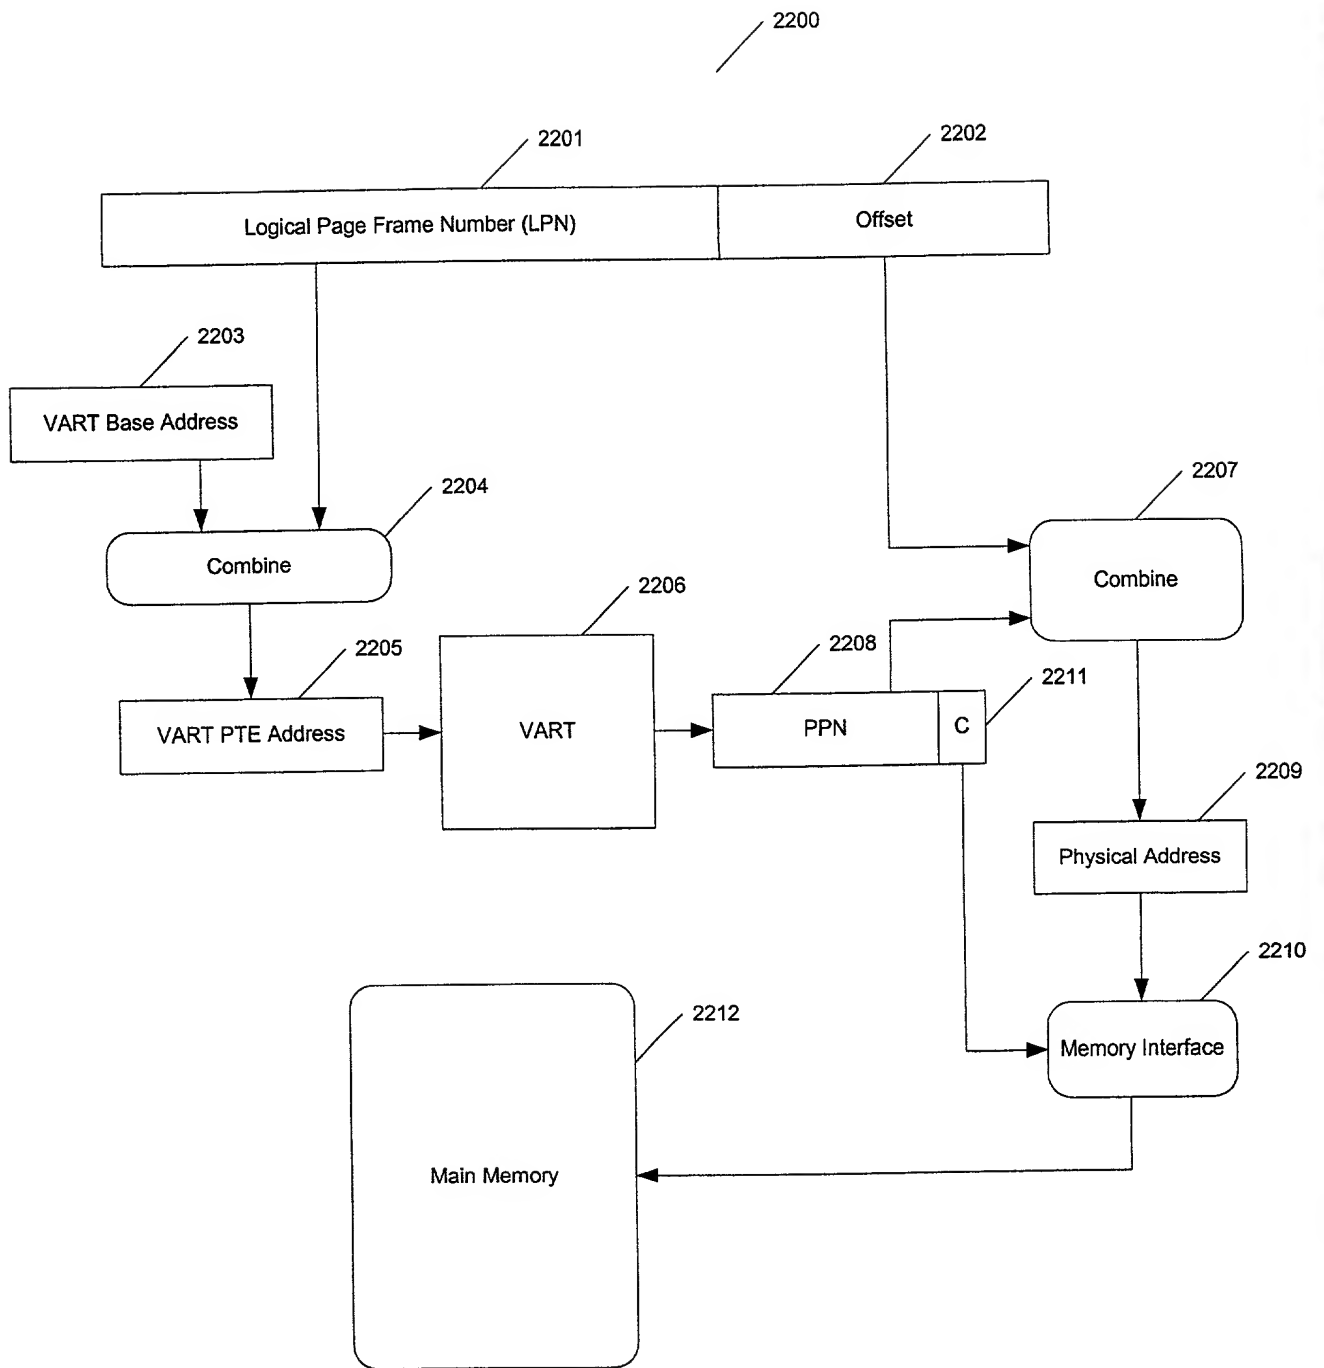 2200
2201
2202
Logical Page Frame Number (LPN)
Offset
2203
VART Base Address
2204
2207
Combine
Combine
2206
2205
2208
2211
VART PTE Address
VART
PPN
C
2209
Physical Address
2210
2212
Memory Interface
Main Memory